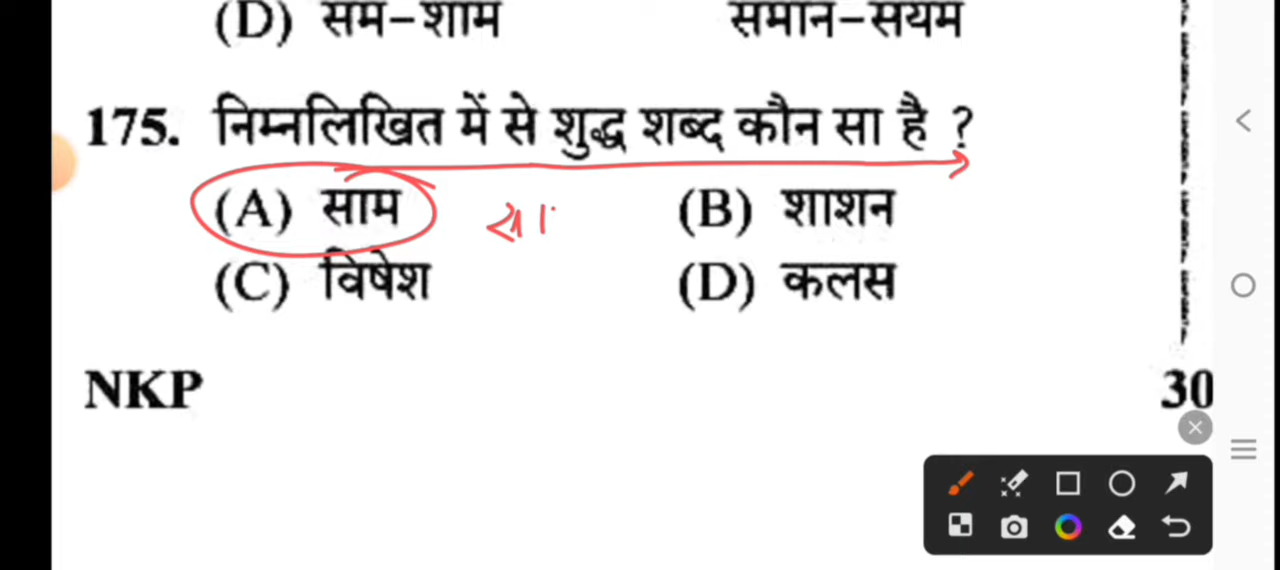 (D) सम-शाम समान-सयम
175. निम्नलिखित में से शुद्ध शब्द कौन सा है ?
(A) साम सा (B) शाशन
(C) विषेश (D) कलस
NKP 30